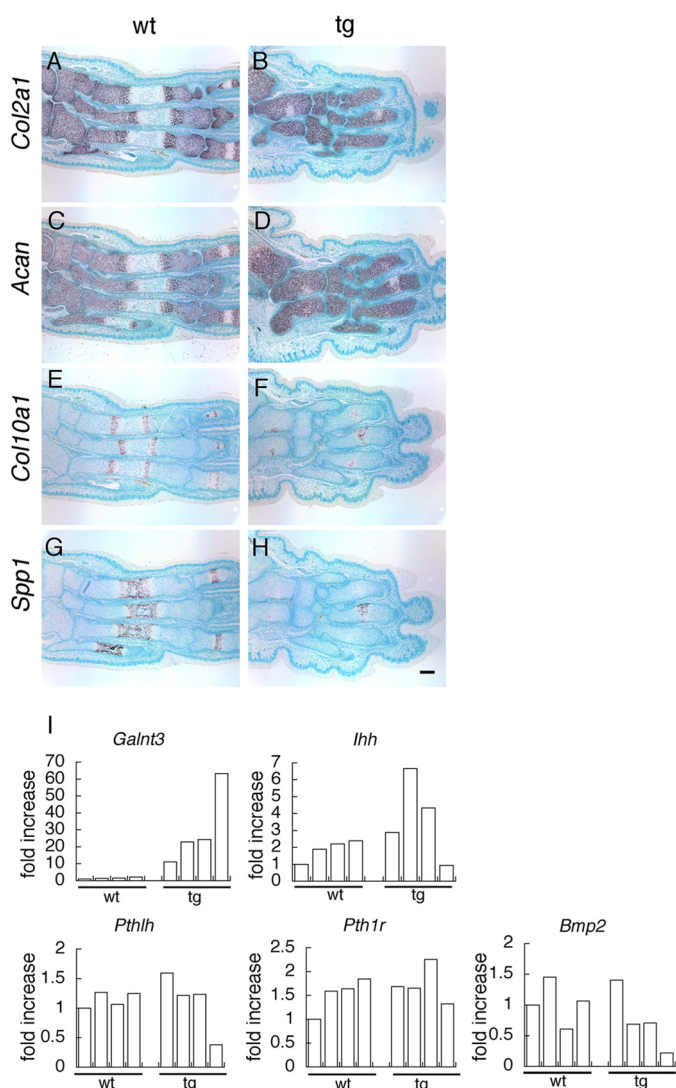 wt tg
Col2a1 A B
Acan C D
Col10a1 E F
Spp1 G H
I
Galnt3 Ihh
fold increase 70 60 50 40 30 20 10 0 wt tg
fold increase 7 6 5 4 3 2 1 0 wt tg
Pthlh Pth1r Bmp2
fold increase 2 1.5 1 0.5 0 wt tg
fold increase 2.5 2 1.5 1 0.5 0 wt tg
fold increase 2 1.5 1 0.5 0 wt tg